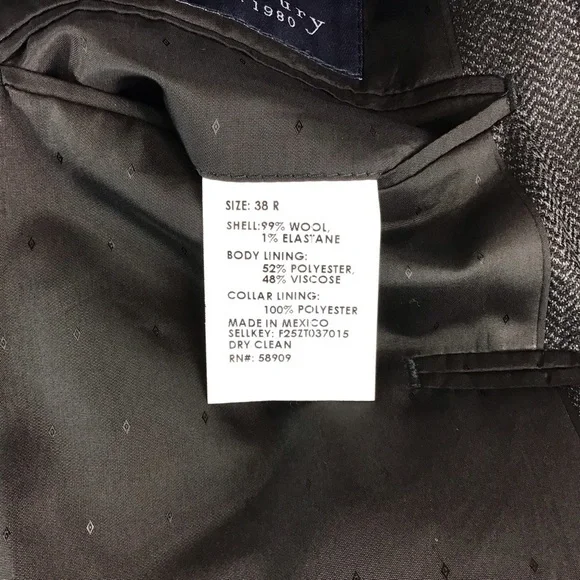 1980
SIZE: 38 R
SHELL:99% WOOL,
1% ELASTANE
BODY LINING:
52% POLYESTER,
48% VISCOSE
COLLAR LINING:
100% POLYESTER
MADE IN MEXICO
SELLKEY: F25ZT037015
DRY CLEAN
RN#: 58909